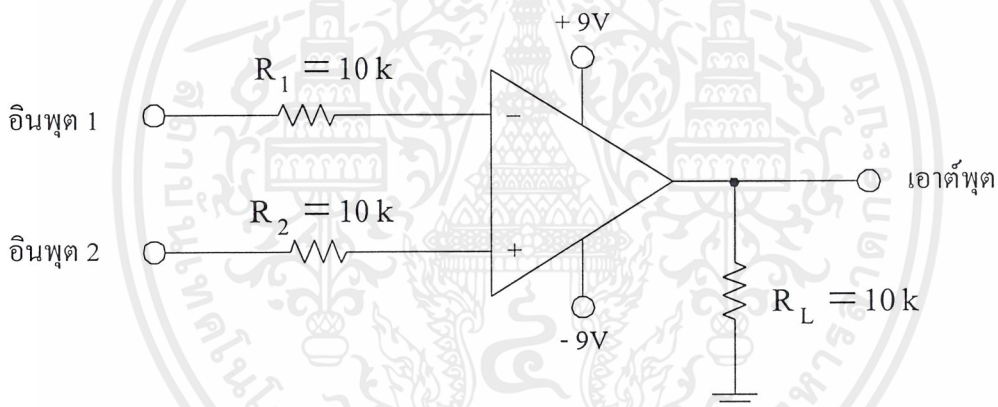 + 9V
R1 = 10 k
อินพุต 1
−
เอาต์พุต
R2 = 10 k
อินพุต 2
+
RL = 10 k
- 9V